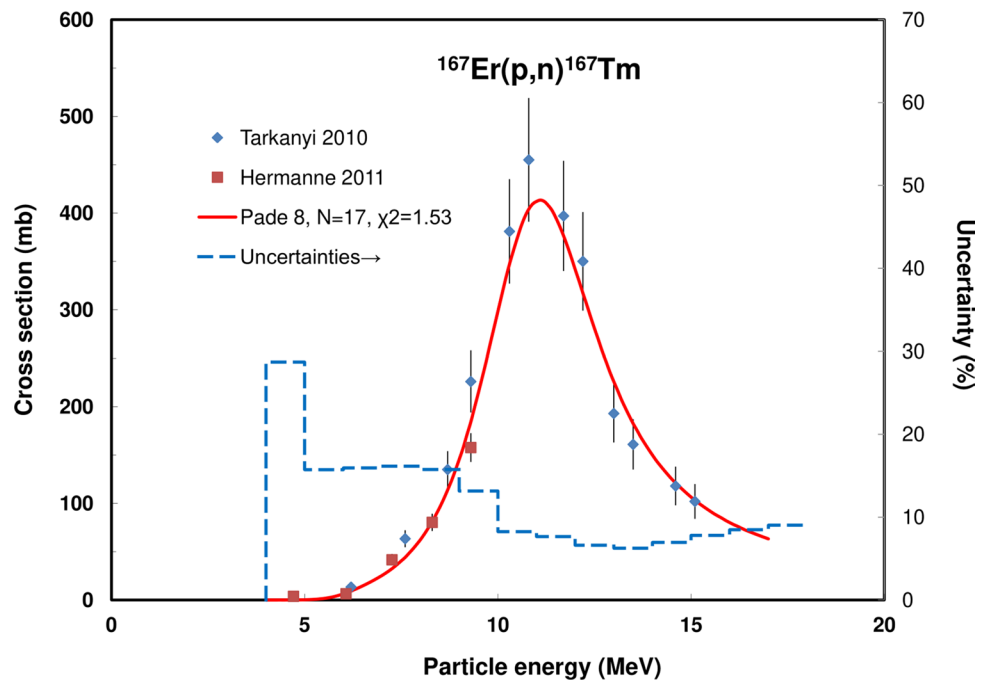 ¹⁶⁷Er(p,n)¹⁶⁷Tm
Tarkanyi 2010
Hermanne 2011
Pade 8, N=17, χ2=1.53
Uncertainties→
Cross section (mb)
600
500
400
300
200
100
0
70
60
50
40
30
20
10
0
Uncertainty (%)
0 5 10 15 20
Particle energy (MeV)